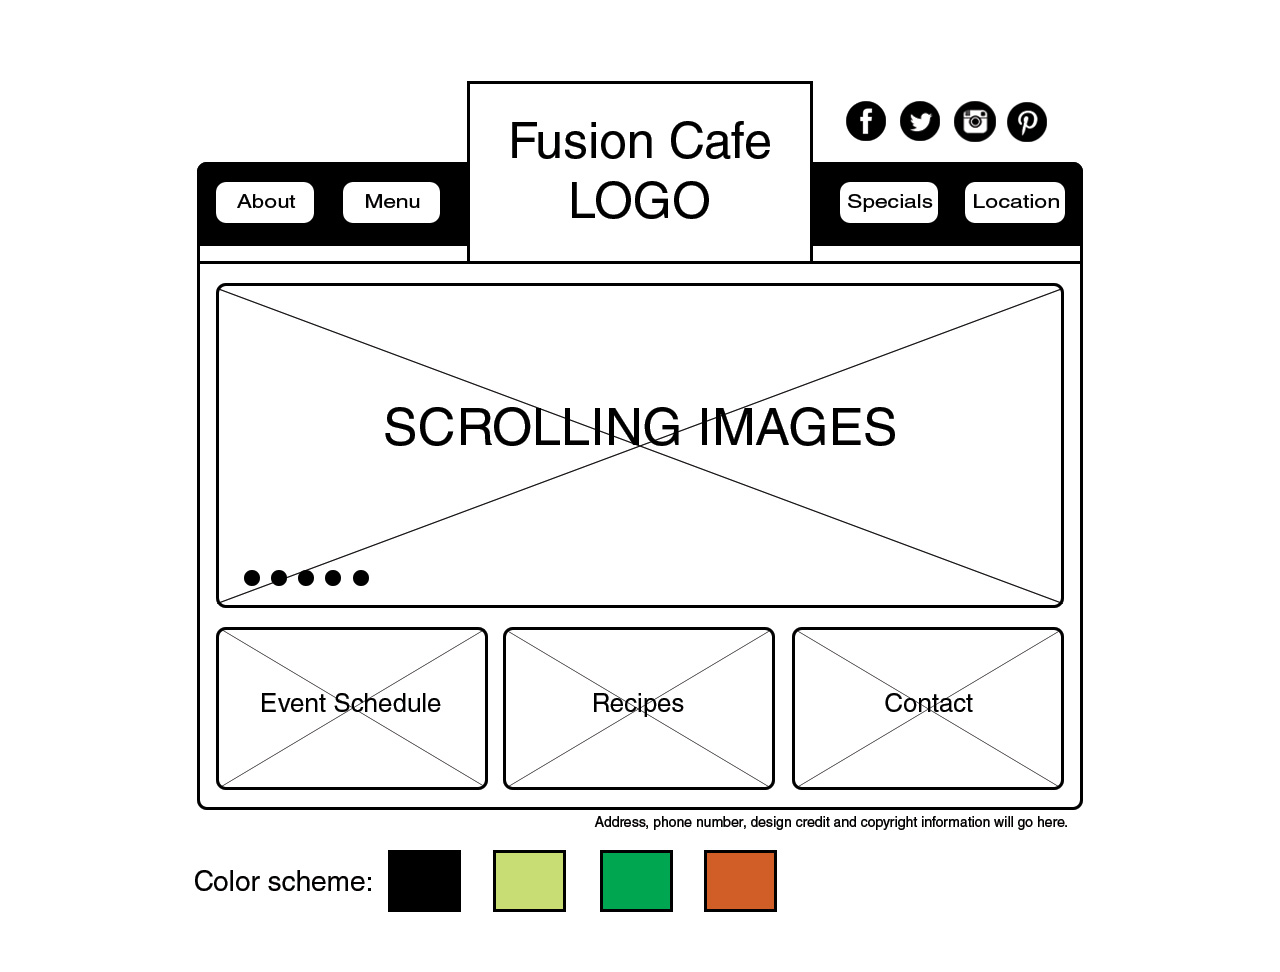 Fusion Cafe
LOGO
About
Menu
Specials
Location
SCROLLING IMAGES
Event Schedule
Recipes
Contact
Address, phone number, design credit and copyright information will go here.
Color scheme: